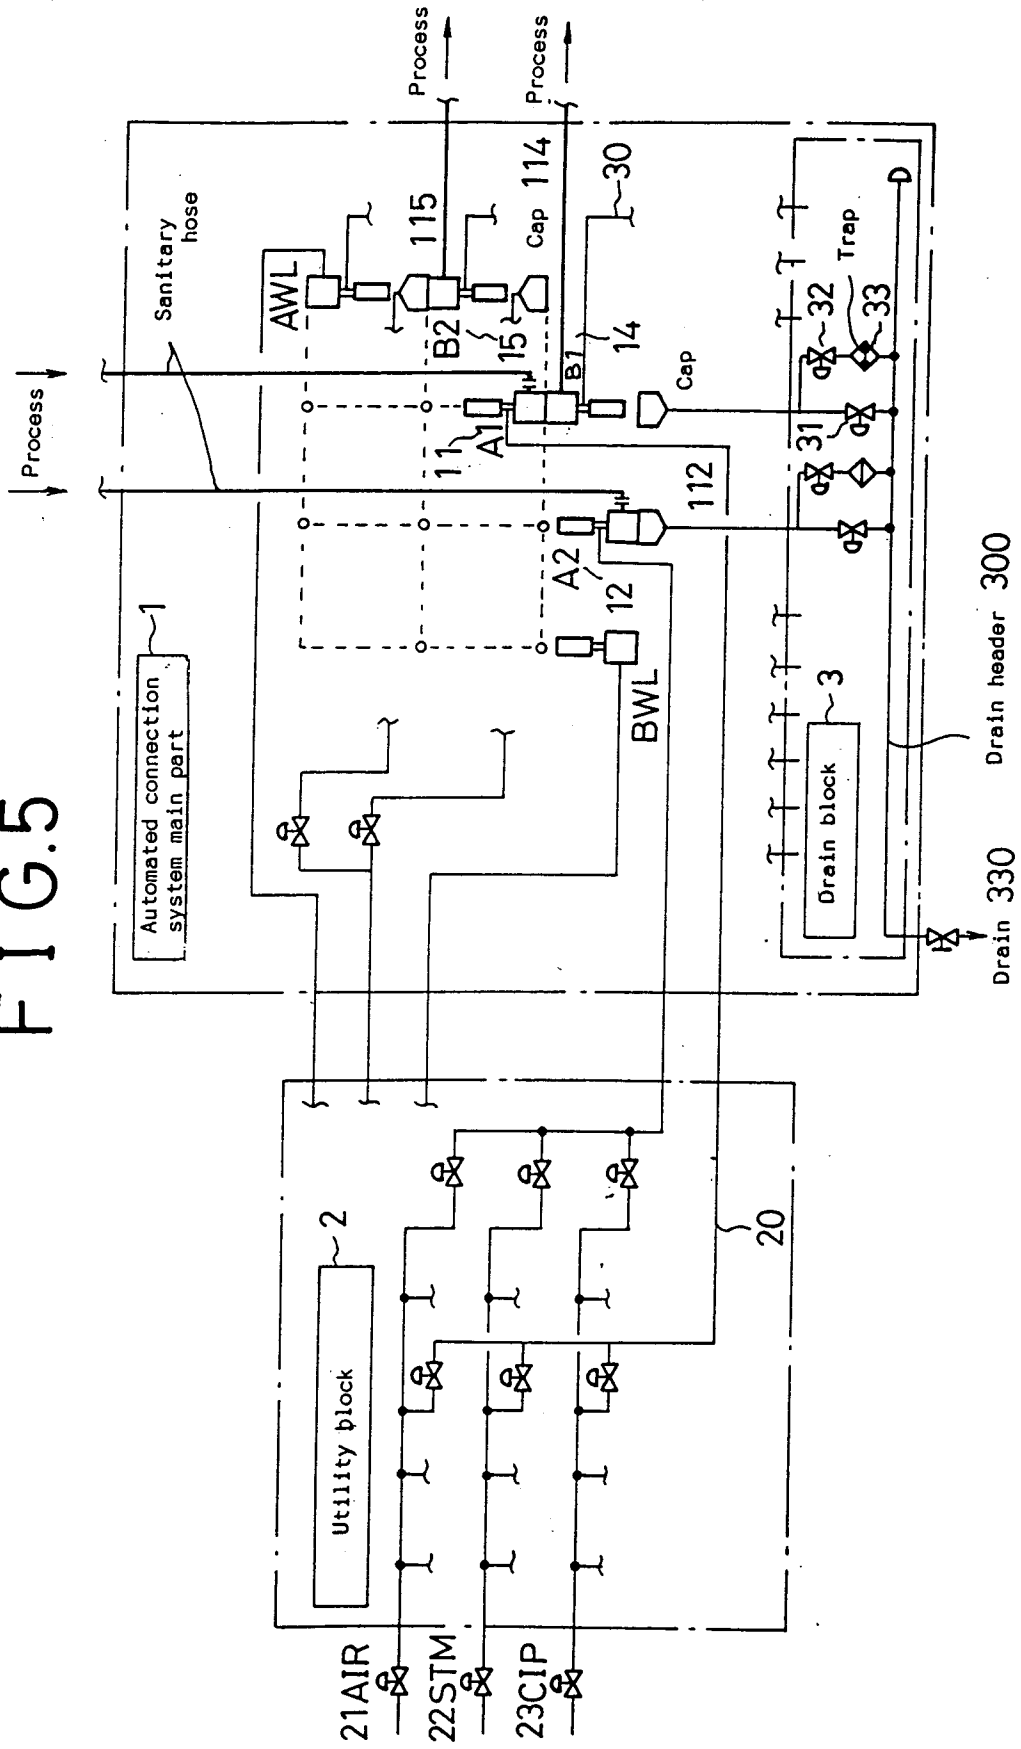 FIG.5
Automated connection
system main part
1
Process
Sanitary
hose
Process
Process
AWL
115
Cap 114
B2
15
11
A1
B1
14
30
A2
12
112
Cap
BWL
31
32
Trap
33
Drain block
3
Drain header 300
Drain 330
Utility block
2
20
21AIR
22STM
23CIP